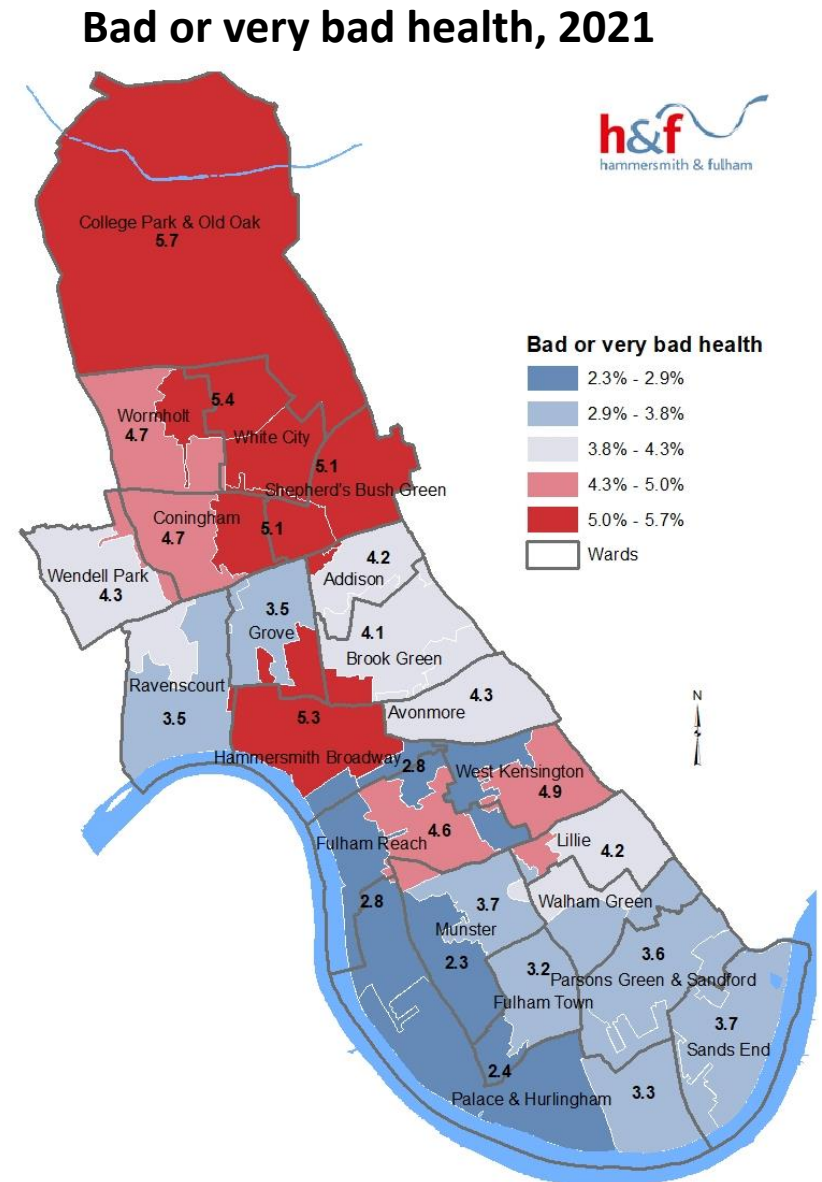 Bad or very bad health, 2021
h&f
hammersmith & fulham
College Park & Old Oak
5.7
Bad or very bad health
2.3% - 2.9%
2.9% - 3.8%
3.8% - 4.3%
4.3% - 5.0%
5.0% - 5.7%
Wards
5.4
Wormholt
4.7
White City
5.1
Shepherd's Bush Green
Coningham
4.7
5.1
Wendell Park
4.3
4.2
Addison
3.5
Grove
4.1
Brook Green
Ravenscourt
3.5
4.3
Avonmore
5.3
Hammersmith Broadway
N
2.8
West Kensington
4.9
4.6
Fulham Reach
Lillie
4.2
2.8
3.7
Munster
Walham Green
2.3
3.2
Fulham Town
3.6
Parsons Green & Sandford
3.7
Sands End
2.4
Palace & Hurlingham
3.3